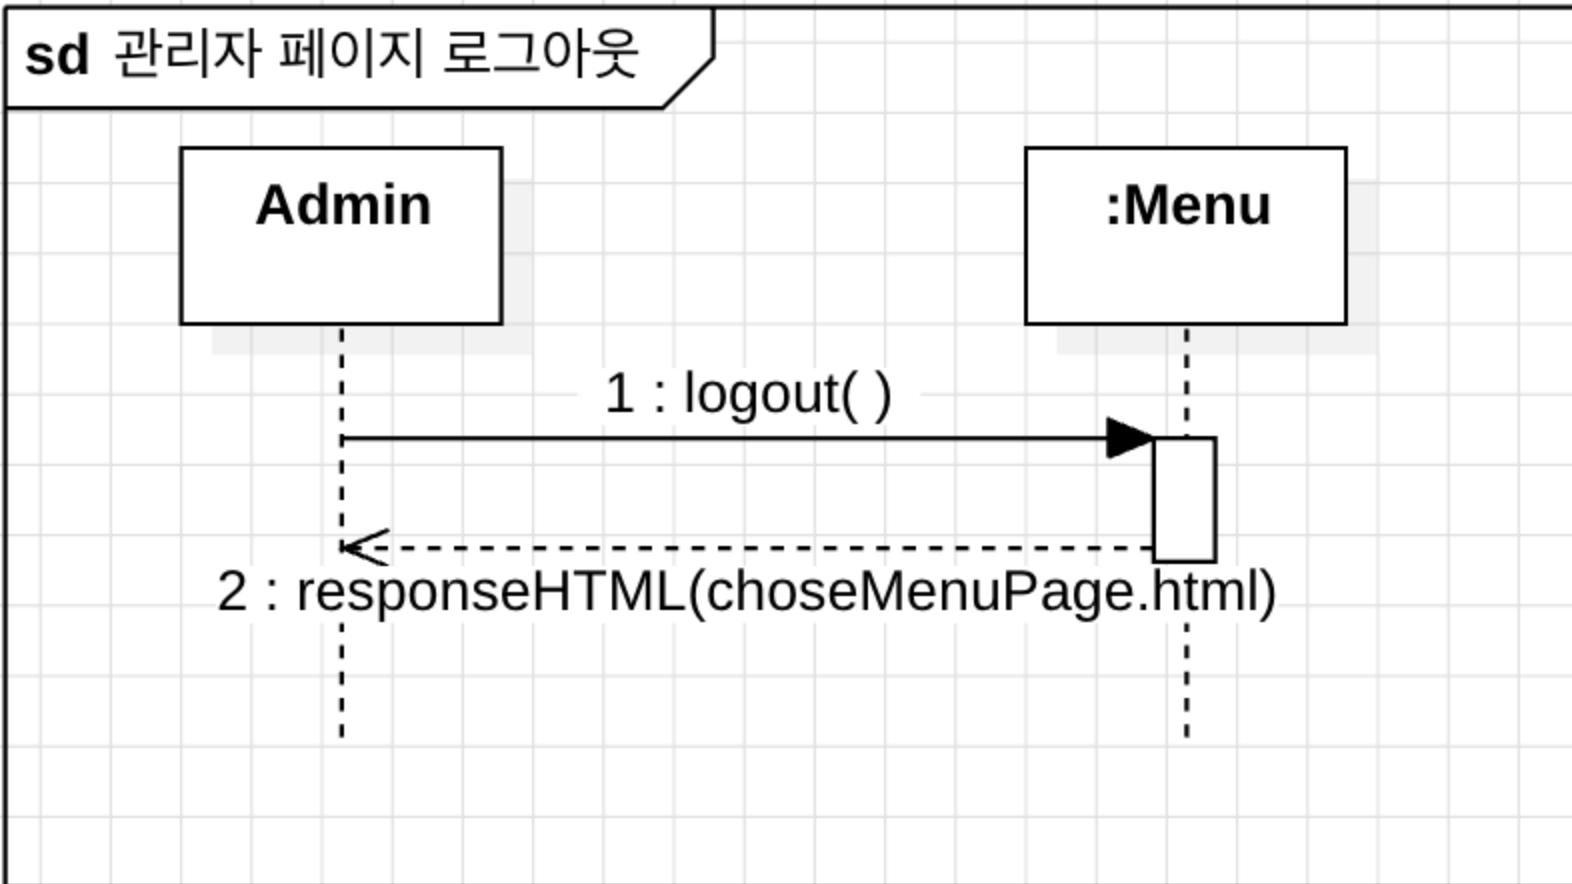 sd 관리자 페이지 로그아웃
Admin
:Menu
1 : logout( )
2 : responseHTML(choseMenuPage.html)